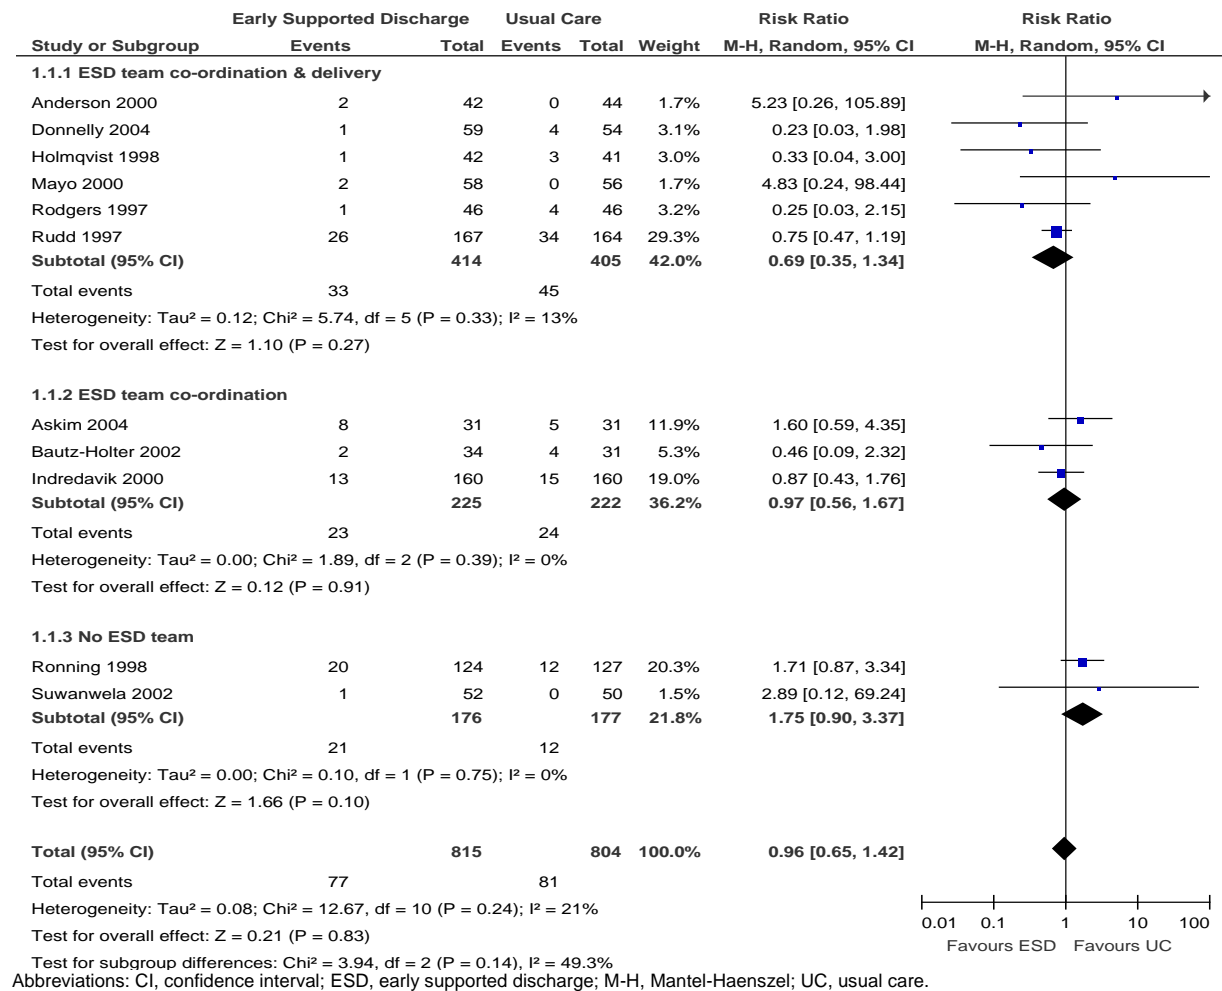 Early Supported Discharge Usual Care Risk Ratio Risk Ratio
Study or Subgroup Events Total Events Total Weight M-H, Random, 95% CI M-H, Random, 95% CI
1.1.1 ESD team co-ordination & delivery
Anderson 2000 2 42 0 44 1.7% 5.23 [0.26, 105.89]
Donnelly 2004 1 59 4 54 3.1% 0.23 [0.03, 1.98]
Holmqvist 1998 1 42 3 41 3.0% 0.33 [0.04, 3.00]
Mayo 2000 2 58 0 56 1.7% 4.83 [0.24, 98.44]
Rodgers 1997 1 46 4 46 3.2% 0.25 [0.03, 2.15]
Rudd 1997 26 167 34 164 29.3% 0.75 [0.47, 1.19]
Subtotal (95% CI) 414 405 42.0% 0.69 [0.35, 1.34]
Total events 33 45
Heterogeneity: Tau² = 0.12; Chi² = 5.74, df = 5 (P = 0.33); I² = 13%
Test for overall effect: Z = 1.10 (P = 0.27)
1.1.2 ESD team co-ordination
Askim 2004 8 31 5 31 11.9% 1.60 [0.59, 4.35]
Bautz-Holter 2002 2 34 4 31 5.3% 0.46 [0.09, 2.32]
Indredavik 2000 13 160 15 160 19.0% 0.87 [0.43, 1.76]
Subtotal (95% CI) 225 222 36.2% 0.97 [0.56, 1.67]
Total events 23 24
Heterogeneity: Tau² = 0.00; Chi² = 1.89, df = 2 (P = 0.39); I² = 0%
Test for overall effect: Z = 0.12 (P = 0.91)
1.1.3 No ESD team
Ronning 1998 20 124 12 127 20.3% 1.71 [0.87, 3.34]
Suwanwela 2002 1 52 0 50 1.5% 2.89 [0.12, 69.24]
Subtotal (95% CI) 176 177 21.8% 1.75 [0.90, 3.37]
Total events 21 12
Heterogeneity: Tau² = 0.00; Chi² = 0.10, df = 1 (P = 0.75); I² = 0%
Test for overall effect: Z = 1.66 (P = 0.10)
Total (95% CI) 815 804 100.0% 0.96 [0.65, 1.42]
Total events 77 81
Heterogeneity: Tau² = 0.08; Chi² = 12.67, df = 10 (P = 0.24); I² = 21%
Test for overall effect: Z = 0.21 (P = 0.83)
Test for subgroup differences: Chi² = 3.94, df = 2 (P = 0.14), I² = 49.3%
0.01 0.1 1 10 100
Favours ESD Favours UC
Abbreviations: CI, confidence interval; ESD, early supported discharge; M-H, Mantel-Haenszel; UC, usual care.